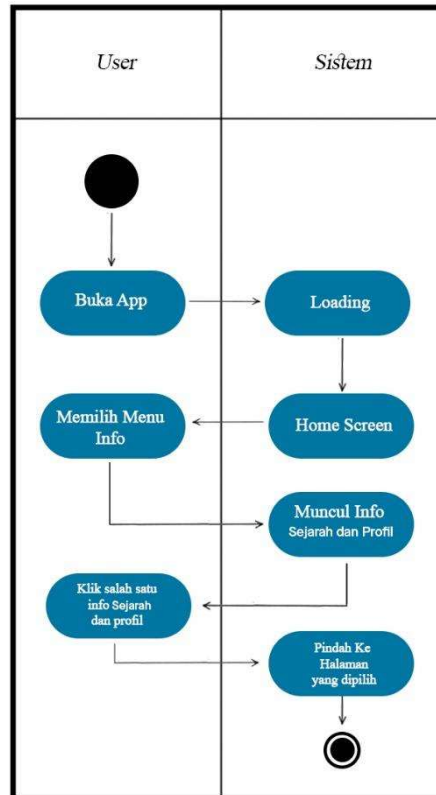 User
Sistem
Buka App
Loading
Memilih Menu
Info
Home Screen
Muncul Info
Sejarah dan Profil
Klik salah satu
info Sejarah
dan profil
Pindah Ke
Halaman
yang dipilih